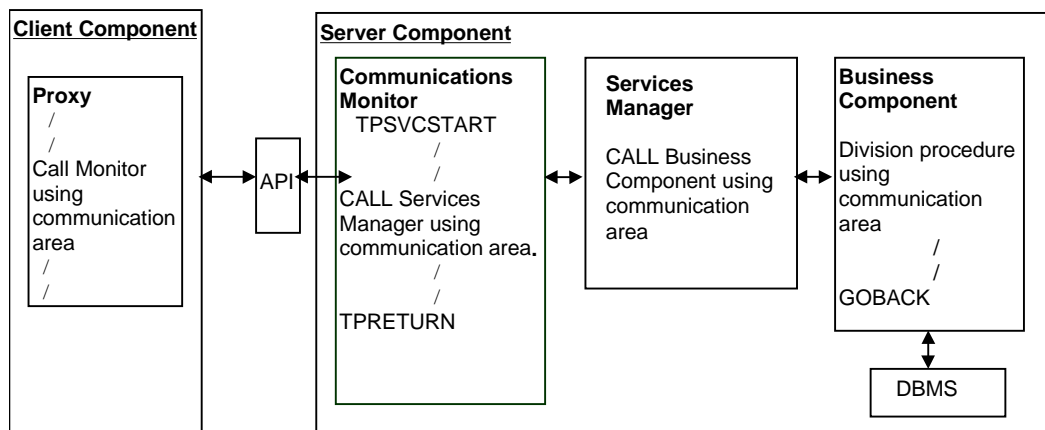 Client Component
Proxy
/
/
Call Monitor
using
communication
area
/
/
API
Server Component
Communications
Monitor
TPSVCSTART
/
/
CALL Services
Manager using
communication area.
/
/
TPRETURN
Services
Manager
CALL Business
Component using
communication
area
Business
Component
Division procedure
using
communication
area
/
/
GOBACK
DBMS